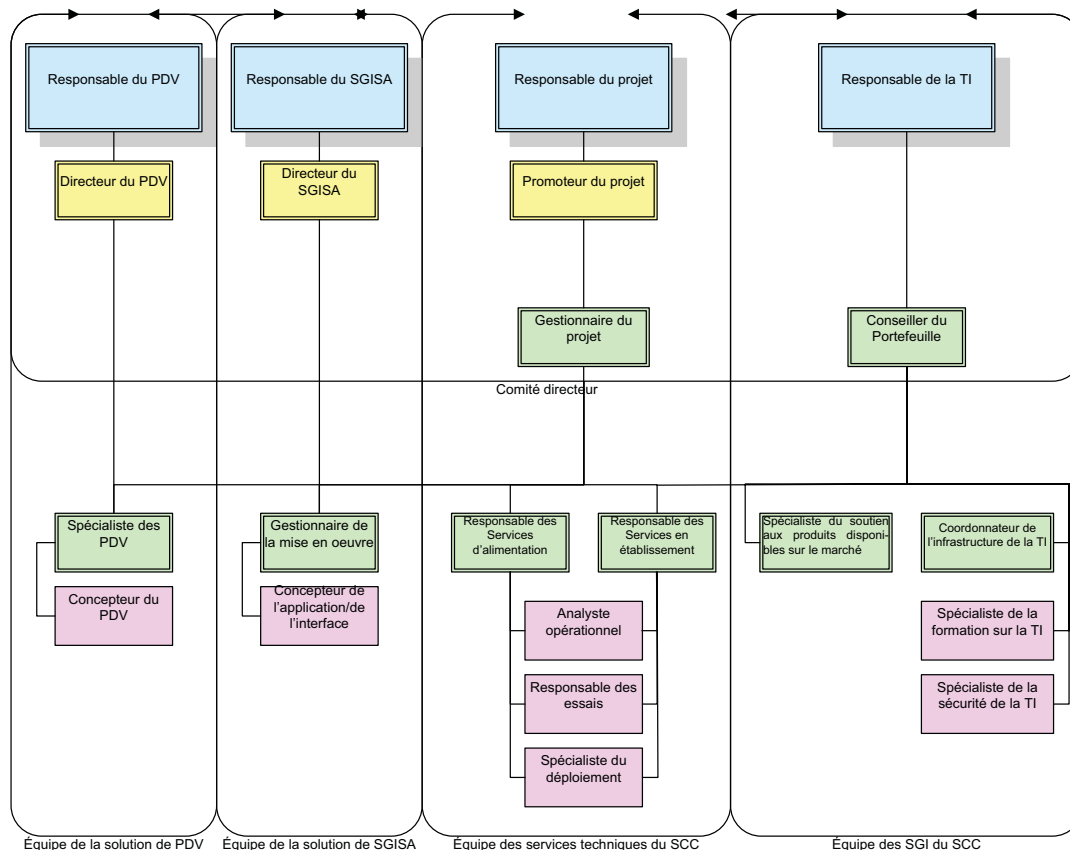 Responsable du PDV
Responsable du SGISA
Responsable du projet
Responsable de la TI
Directeur du PDV
Directeur du
SGISA
Promoteur du projet
Gestionnaire du
projet
Conseiller du
Portefeuille
Comité directeur
Spécialiste des
PDV
Gestionnaire de
la mise en oeuvre
Responsable des
Services
d'alimentation
Responsable des
Services en
établissement
Spécialiste du soutien
aux produits disponi-
bles sur le marché
Coordonnateur de
l'infrastructure de la TI
Concepteur du
PDV
Concepteur de
l'application/de
l'interface
Analyste
opérationnel
Spécialiste de la
formation sur la TI
Responsable des
essais
Spécialiste de la
sécurité de la TI
Spécialiste du
déploiement
Équipe de la solution de PDV
Équipe de la solution de SGISA
Équipe des services techniques du SCC
Équipe des SGI du SCC